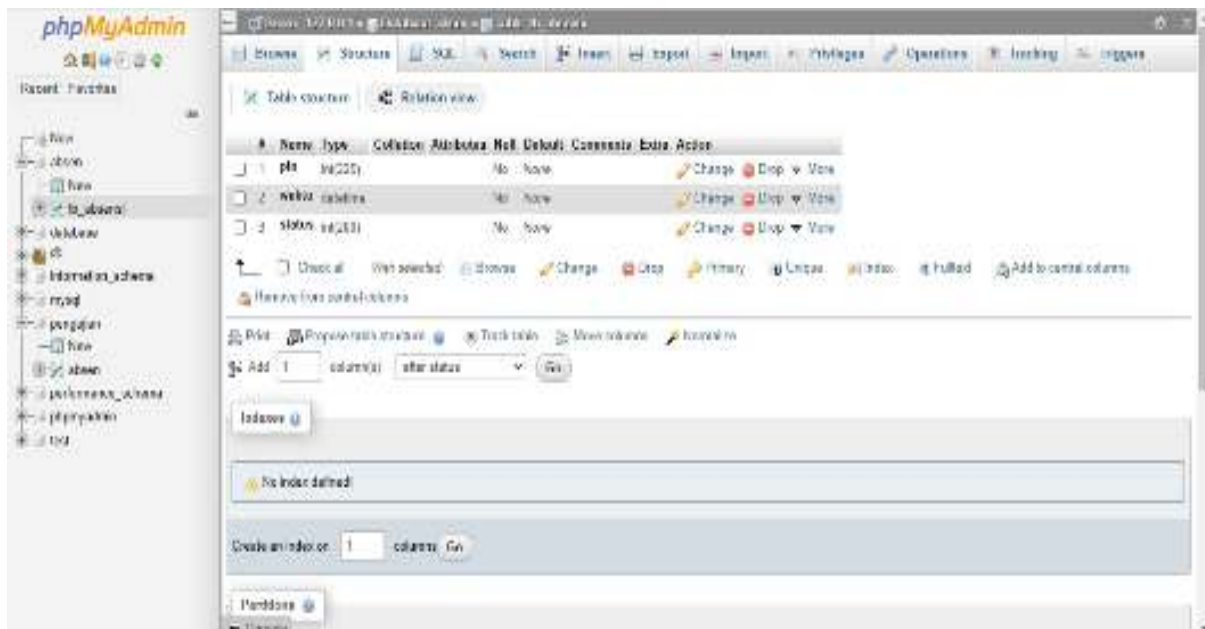 phpMyAdmin
Recent Favorites
New
absen
New
tb_absensi
database
information_schema
mysql
pengajian
New
absen
performance_schema
phpmyadmin
test
Browse Structure SQL Search Insert Export Import Privileges Operations Tracking Triggers
Table structure Relation view
# Name Type Collation Attributes Null Default Comments Extra Action
1 pin No None Change Drop More
2 datetime No None Change Drop More
3 status No None Change Drop More
Check all With selected: Browse Change Drop Primary Unique Index Fulltext Add to central columns
Remove from central columns
Print Propose table structure Track table Move columns Normalize
Add 1 column(s) after status Go
Indexes
No index defined!
Create an index on 1 columns Go
Partitions